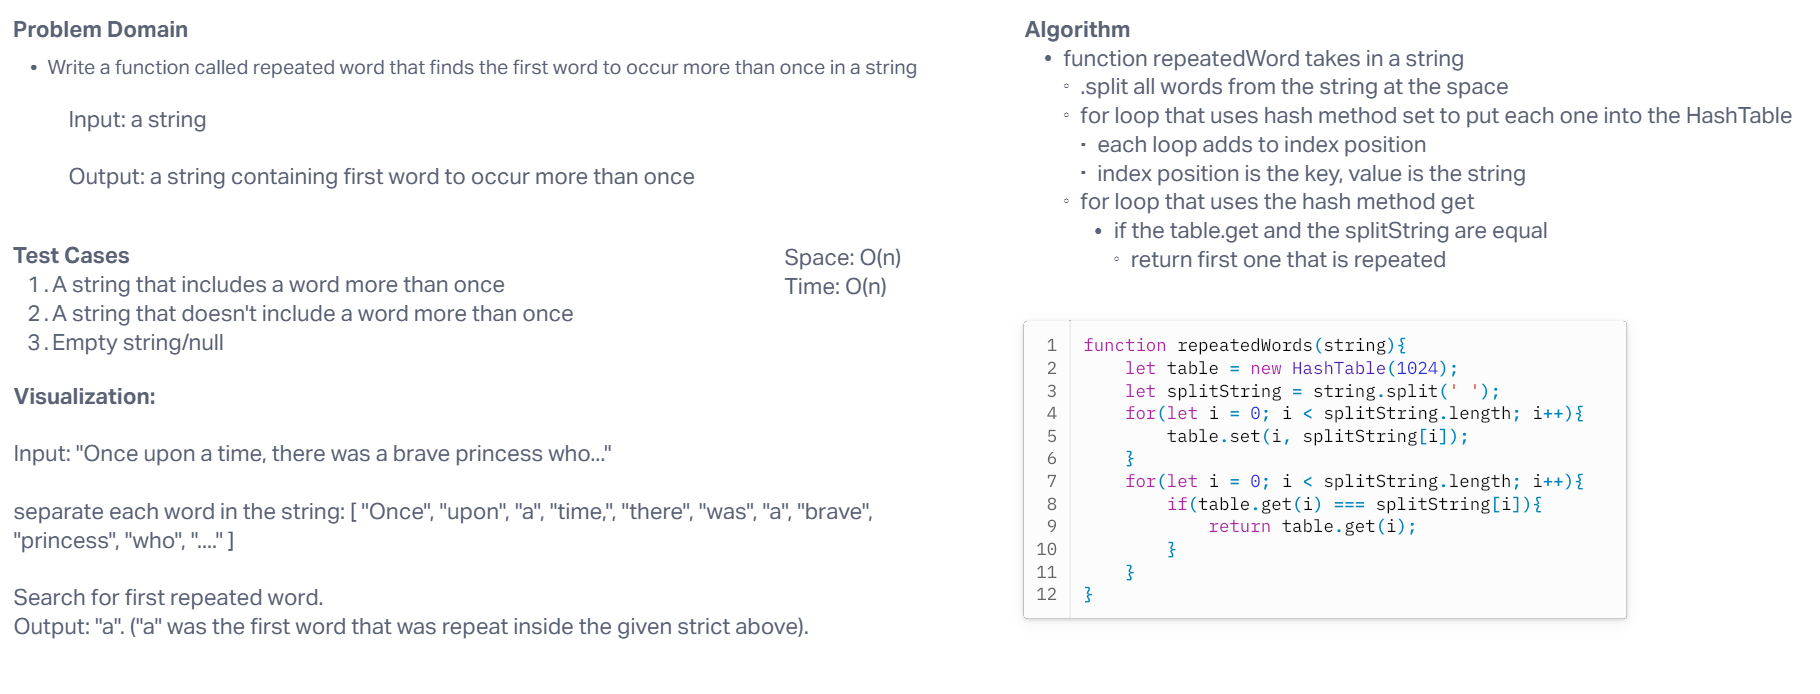 Problem Domain
• Write a function called repeated word that finds the first word to occur more than once in a string
Input: a string
Output: a string containing first word to occur more than once
Test Cases
1. A string that includes a word more than once
2. A string that doesn't include a word more than once
3. Empty string/null
Space: O(n)
Time: O(n)
Visualization:
Input: "Once upon a time, there was a brave princess who..."
separate each word in the string: [ "Once", "upon", "a", "time,", "there", "was", "a", "brave",
"princess", "who", "...." ]
Search for first repeated word.
Output: "a". ("a" was the first word that was repeat inside the given strict above).
Algorithm
• function repeatedWord takes in a string
◦ .split all words from the string at the space
◦ for loop that uses hash method set to put each one into the HashTable
▪ each loop adds to index position
▪ index position is the key, value is the string
◦ for loop that uses the hash method get
• if the table.get and the splitString are equal
◦ return first one that is repeated
1 function repeatedWords(string){
2     let table = new HashTable(1024);
3     let splitString = string.split(' ');
4     for(let i = 0; i < splitString.length; i++){
5         table.set(i, splitString[i]);
6     }
7     for(let i = 0; i < splitString.length; i++){
8         if(table.get(i) === splitString[i]){
9             return table.get(i);
10         }
11     }
12 }